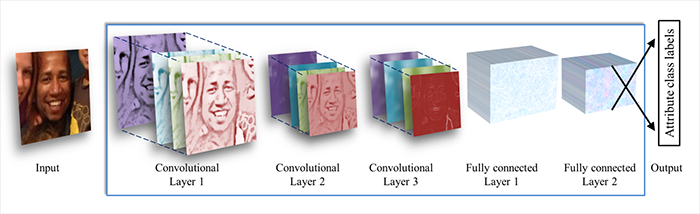 Input
Convolutional
Layer 1
Convolutional
Layer 2
Convolutional
Layer 3
Fully connected
Layer 1
Fully connected
Layer 2
Output
Attribute class labels